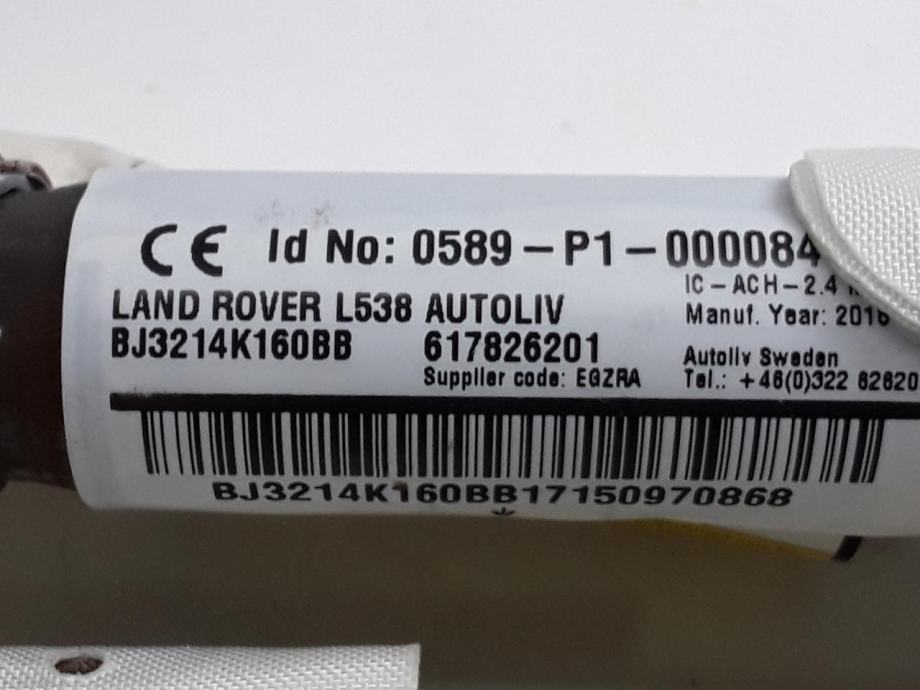 CE Id No: 0589-P1-000084
IC-ACH-2.4
LAND ROVER L538 AUTOLIV
Manuf. Year: 2016
BJ3214K160BB 617826201
Autoliv Sweden
Supplier code: EGZRA
Tel.: +46(0)322 62620
BJ3214K160BB17150970868
*